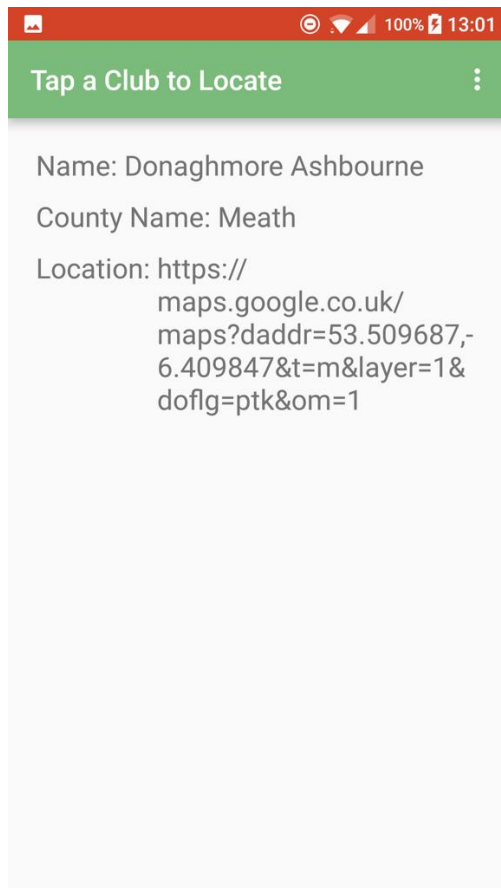 100% 13:01
Tap a Club to Locate
Name: Donaghmore Ashbourne
County Name: Meath
Location: https://
maps.google.co.uk/
maps?daddr=53.509687,-
6.409847&t=m&layer=1&
doflg=ptk&om=1